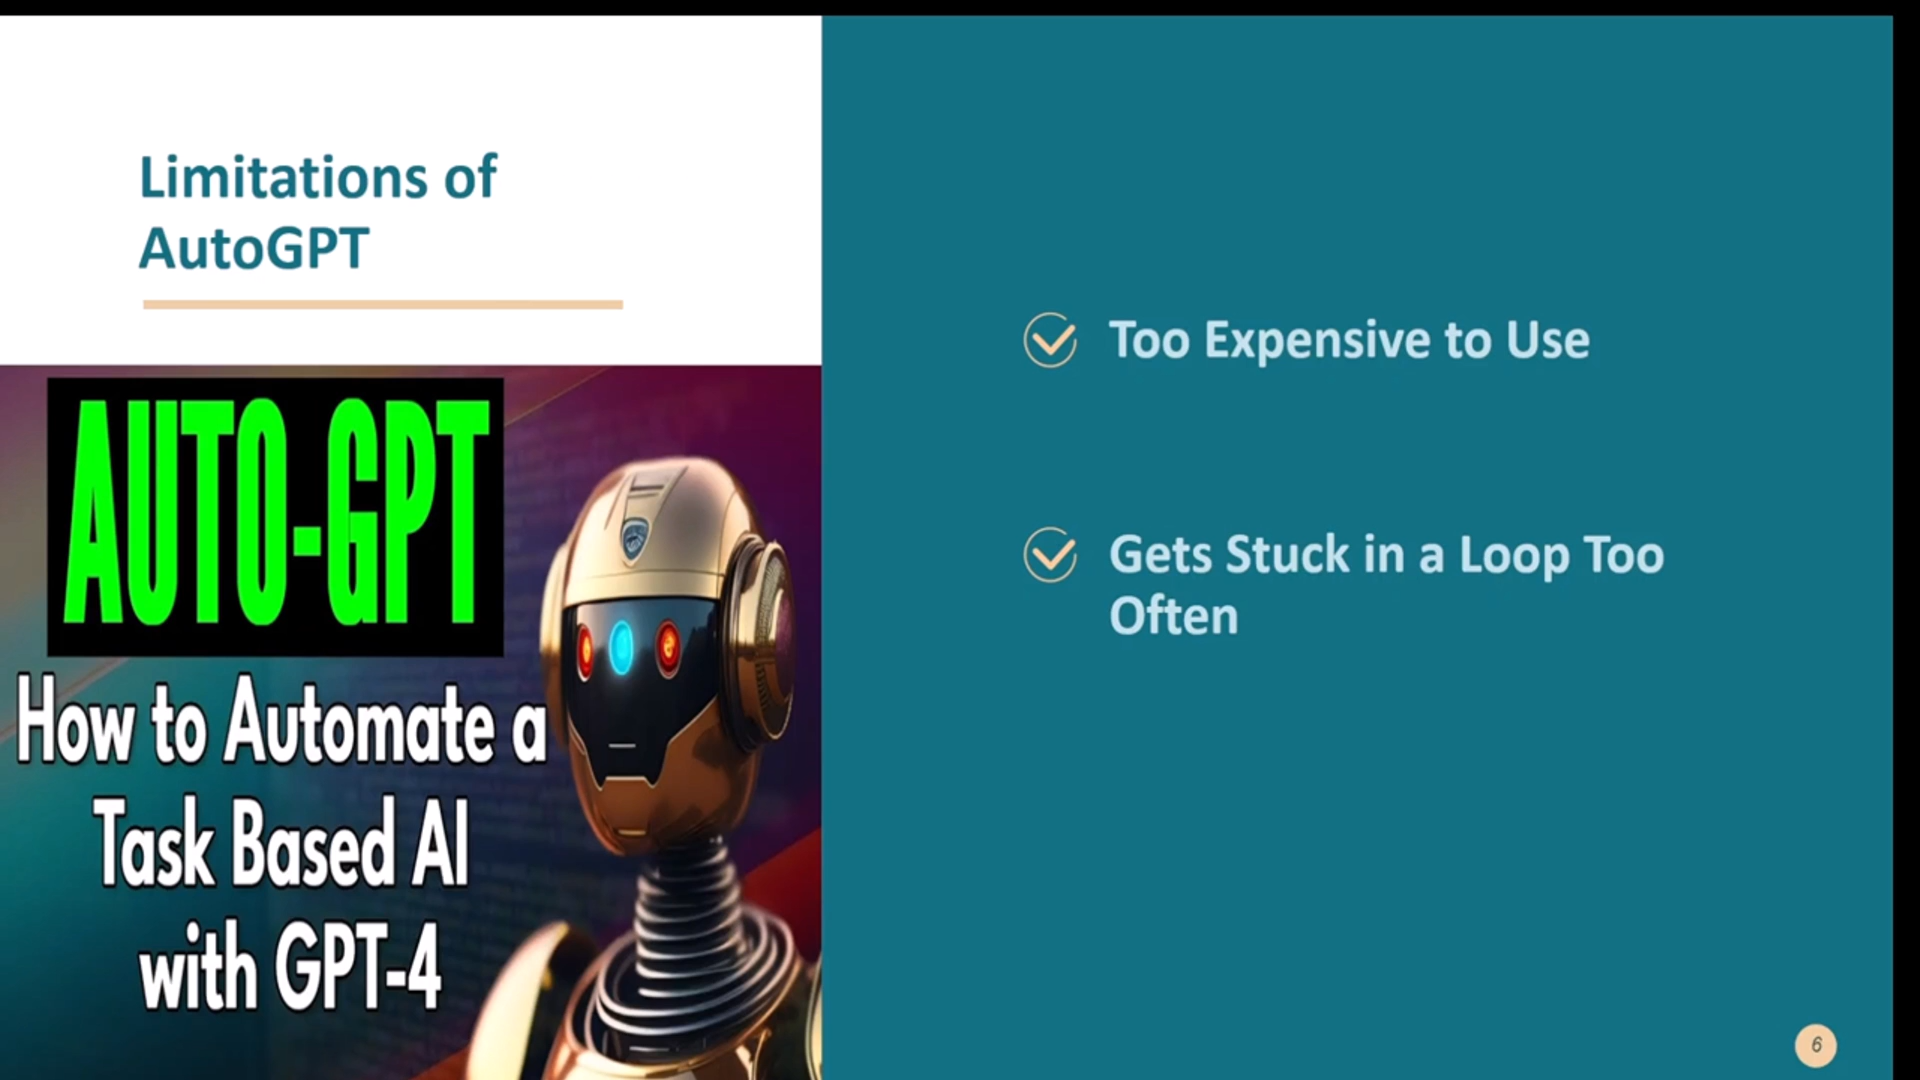 Limitations of
AutoGPT
AUTO-GPT
How to Automate a
Task Based AI
with GPT-4
Too Expensive to Use
Gets Stuck in a Loop Too
Often
6